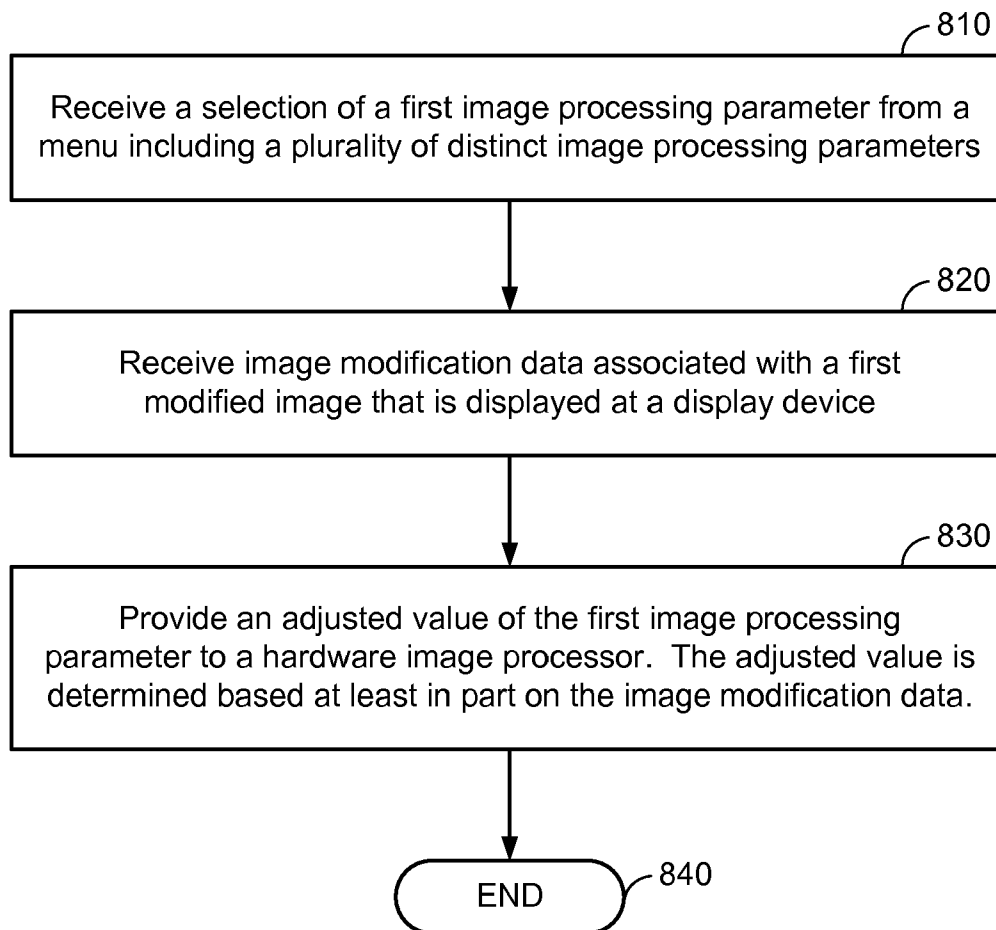 810
Receive a selection of a first image processing parameter from a
menu including a plurality of distinct image processing parameters
820
Receive image modification data associated with a first
modified image that is displayed at a display device
830
Provide an adjusted value of the first image processing
parameter to a hardware image processor.  The adjusted value is
determined based at least in part on the image modification data.
END
840